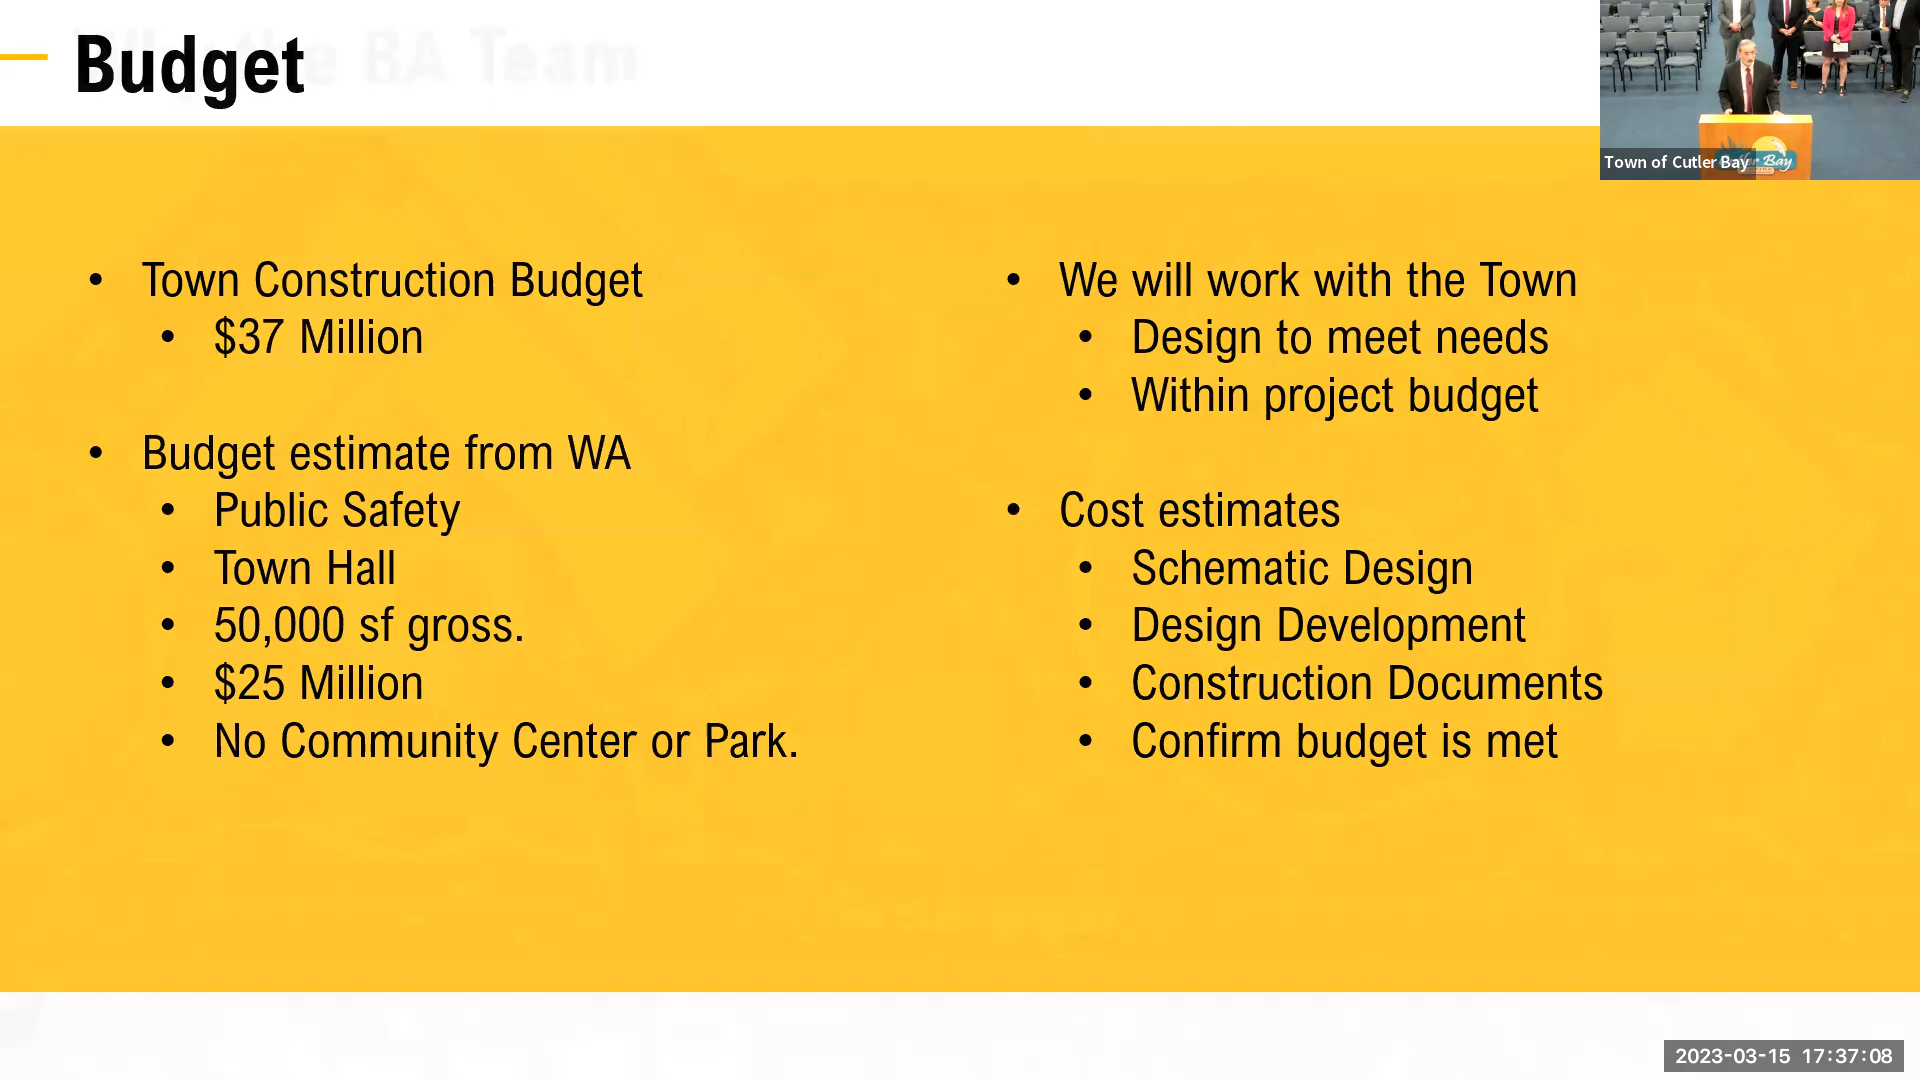 Budget
BA Team
• Town Construction Budget
• $37 Million
• Budget estimate from WA
• Public Safety
• Town Hall
• 50,000 sf gross.
• $25 Million
• No Community Center or Park.
• We will work with the Town
• Design to meet needs
• Within project budget
• Cost estimates
• Schematic Design
• Design Development
• Construction Documents
• Confirm budget is met
Town of Cutler Bay
Bay
2023-03-15 17:37:08